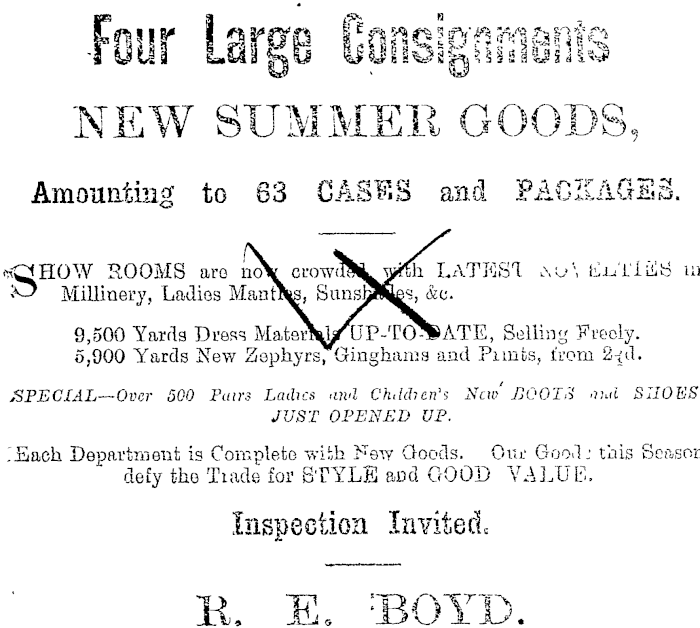 Four Large Consignments
NEW SUMMER GOODS,
Amounting to 63 CASES and PACKAGES.
SHOW ROOMS are now crowded with LATEST NOVELTIES in
Millinery, Ladies Mantles, Sunshades, &c.
9,500 Yards Dress Materials UP-TO-DATE, Selling Freely.
5,900 Yards New Zephyrs, Ginghams and Prints, from
SPECIAL—Over 500 Pairs Ladies and Children's New BOOTS and SHOES
JUST OPENED UP.
Each Department is Complete with New Goods. Our Goods this Season
defy the Trade for STYLE and GOOD VALUE.
Inspection Invited.
R. E. BOYD.